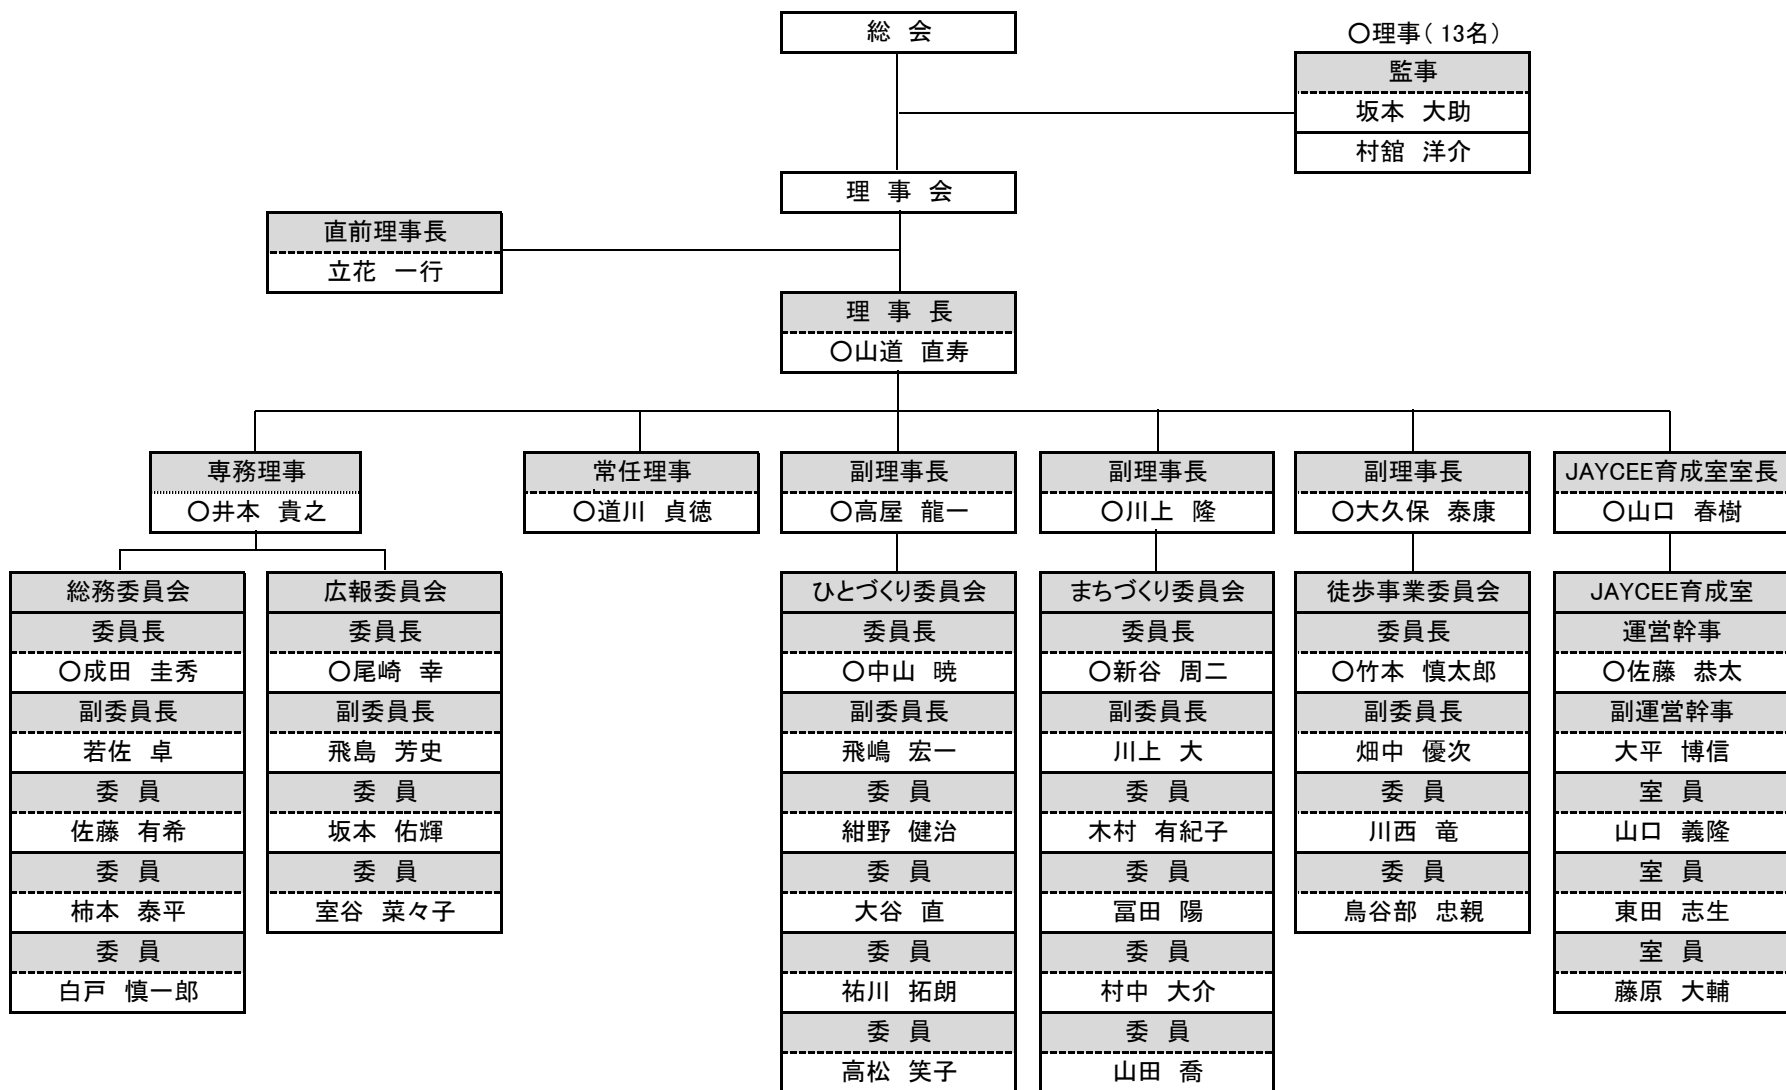 総 会
〇理事( 13名)
監事
坂本 大助
村舘 洋介
理 事 会
直前理事長
立花 一行
理 事 長
〇山道 直寿
専務理事
〇井本 貴之
常任理事
〇道川 貞徳
副理事長
〇高屋 龍一
副理事長
〇川上 隆
副理事長
〇大久保 泰康
JAYCEE育成室室長
〇山口 春樹
総務委員会
委員長
〇成田 圭秀
副委員長
若佐 卓
委 員
佐藤 有希
委 員
柿本 泰平
委 員
白戸 慎一郎
広報委員会
委員長
〇尾崎 幸
副委員長
飛島 芳史
委 員
坂本 佑輝
委 員
室谷 菜々子
ひとづくり委員会
委員長
〇中山 暁
副委員長
飛嶋 宏一
委 員
紺野 健治
委 員
大谷 直
委 員
祐川 拓朗
委 員
高松 笑子
まちづくり委員会
委員長
〇新谷 周二
副委員長
川上 大
委 員
木村 有紀子
委 員
冨田 陽
委 員
村中 大介
委 員
山田 喬
徒歩事業委員会
委員長
〇竹本 慎太郎
副委員長
畑中 優次
委 員
川西 竜
委 員
鳥谷部 忠親
JAYCEE育成室
運営幹事
〇佐藤 恭太
副運営幹事
大平 博信
室 員
山口 義隆
室 員
東田 志生
室 員
藤原 大輔